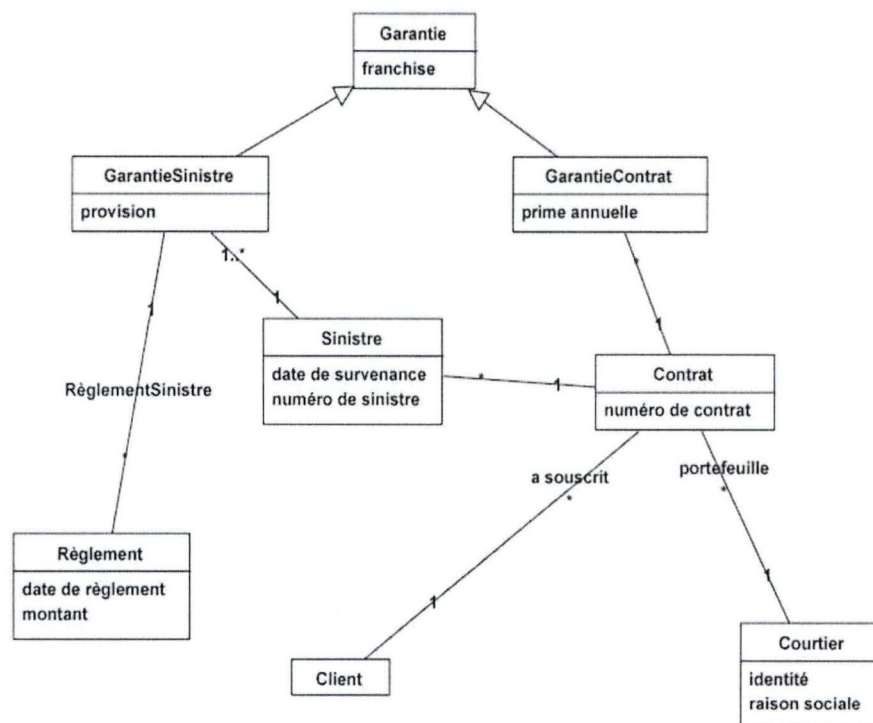 Garantie
franchise
GarantieSinistre
provision
GarantieContrat
prime annuelle
1..*
*
1
1
1
Sinistre
date de survenance
numéro de sinistre
*
1
Contrat
numéro de contrat
RèglementSinistre
*
a souscrit
*
portefeuille
*
Règlement
date de règlement
montant
1
1
Client
Courtier
identité
raison sociale